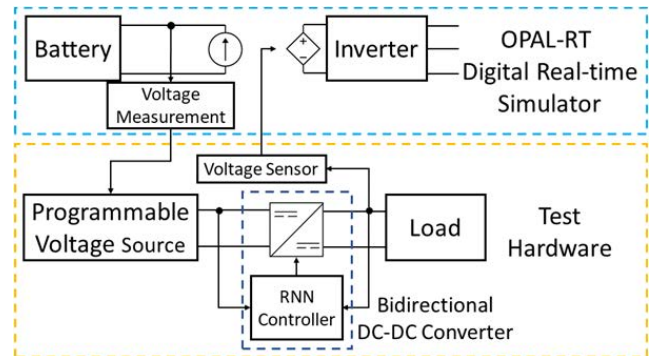 Battery
Inverter
OPAL-RT
Digital Real-time
Simulator
Voltage
Measurement
Voltage Sensor
Programmable
Voltage Source
Load
Test
Hardware
RNN
Controller
Bidirectional
DC-DC Converter